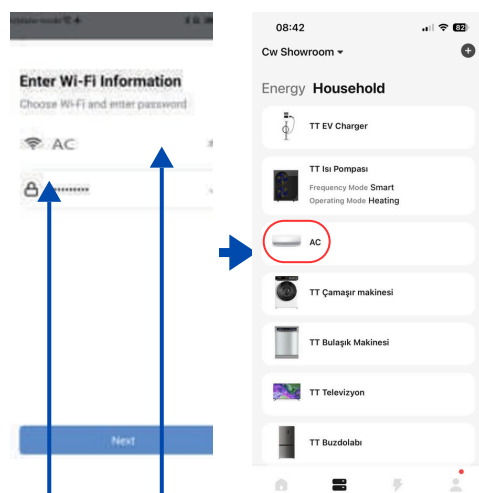 Enter Wi-Fi Information
Choose Wi-Fi and enter password
AC
••••••••••
Next
08:42
82
Cw Showroom
Energy Household
TT EV Charger
TT Isı Pompası
Frequency Mode Smart
Operating Mode Heating
AC
TT Çamaşır makinesi
TT Bulaşık Makinesi
TT Televizyon
TT Buzdolabı